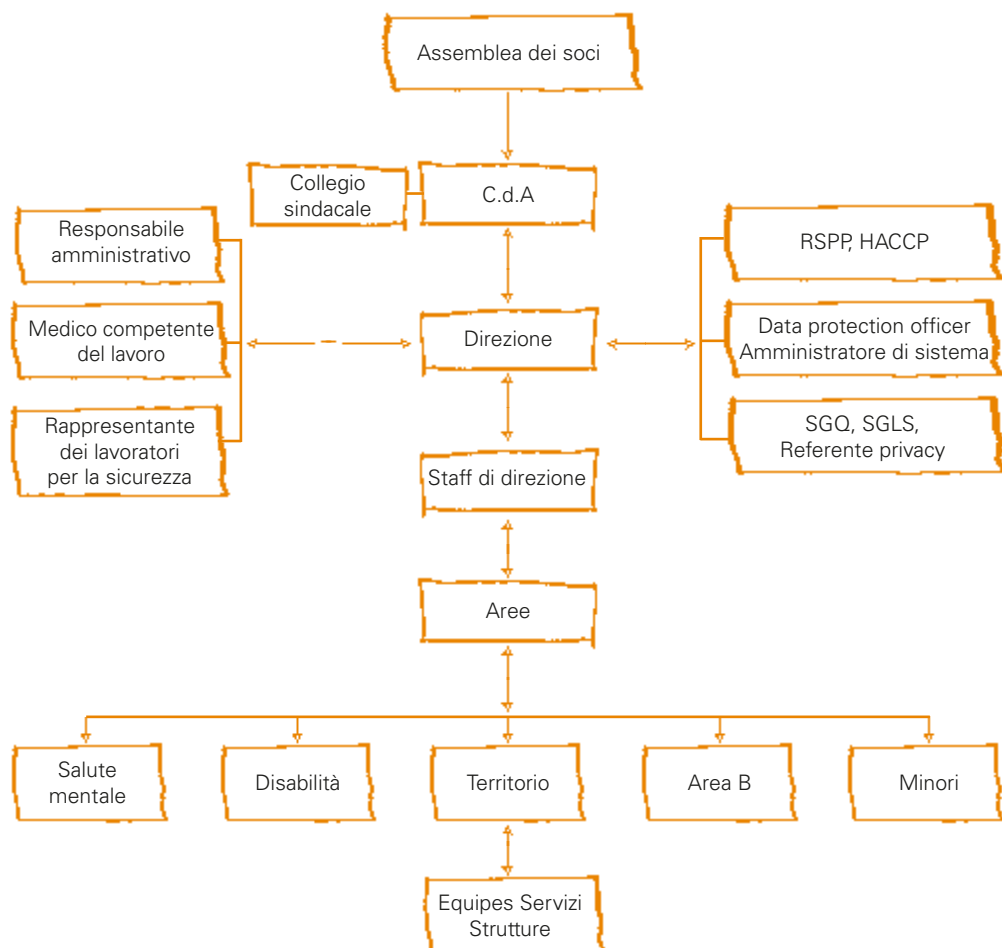 Assemblea dei soci
Collegio
sindacale
C.d.A
Responsabile
amministrativo
RSPP, HACCP
Medico competente
del lavoro
Direzione
Data protection officer
Amministratore di sistema
Rappresentante
dei lavoratori
per la sicurezza
SGQ, SGLS,
Referente privacy
Staff di direzione
Aree
Salute
mentale
Disabilità
Territorio
Area B
Minori
Equipes Servizi
Strutture